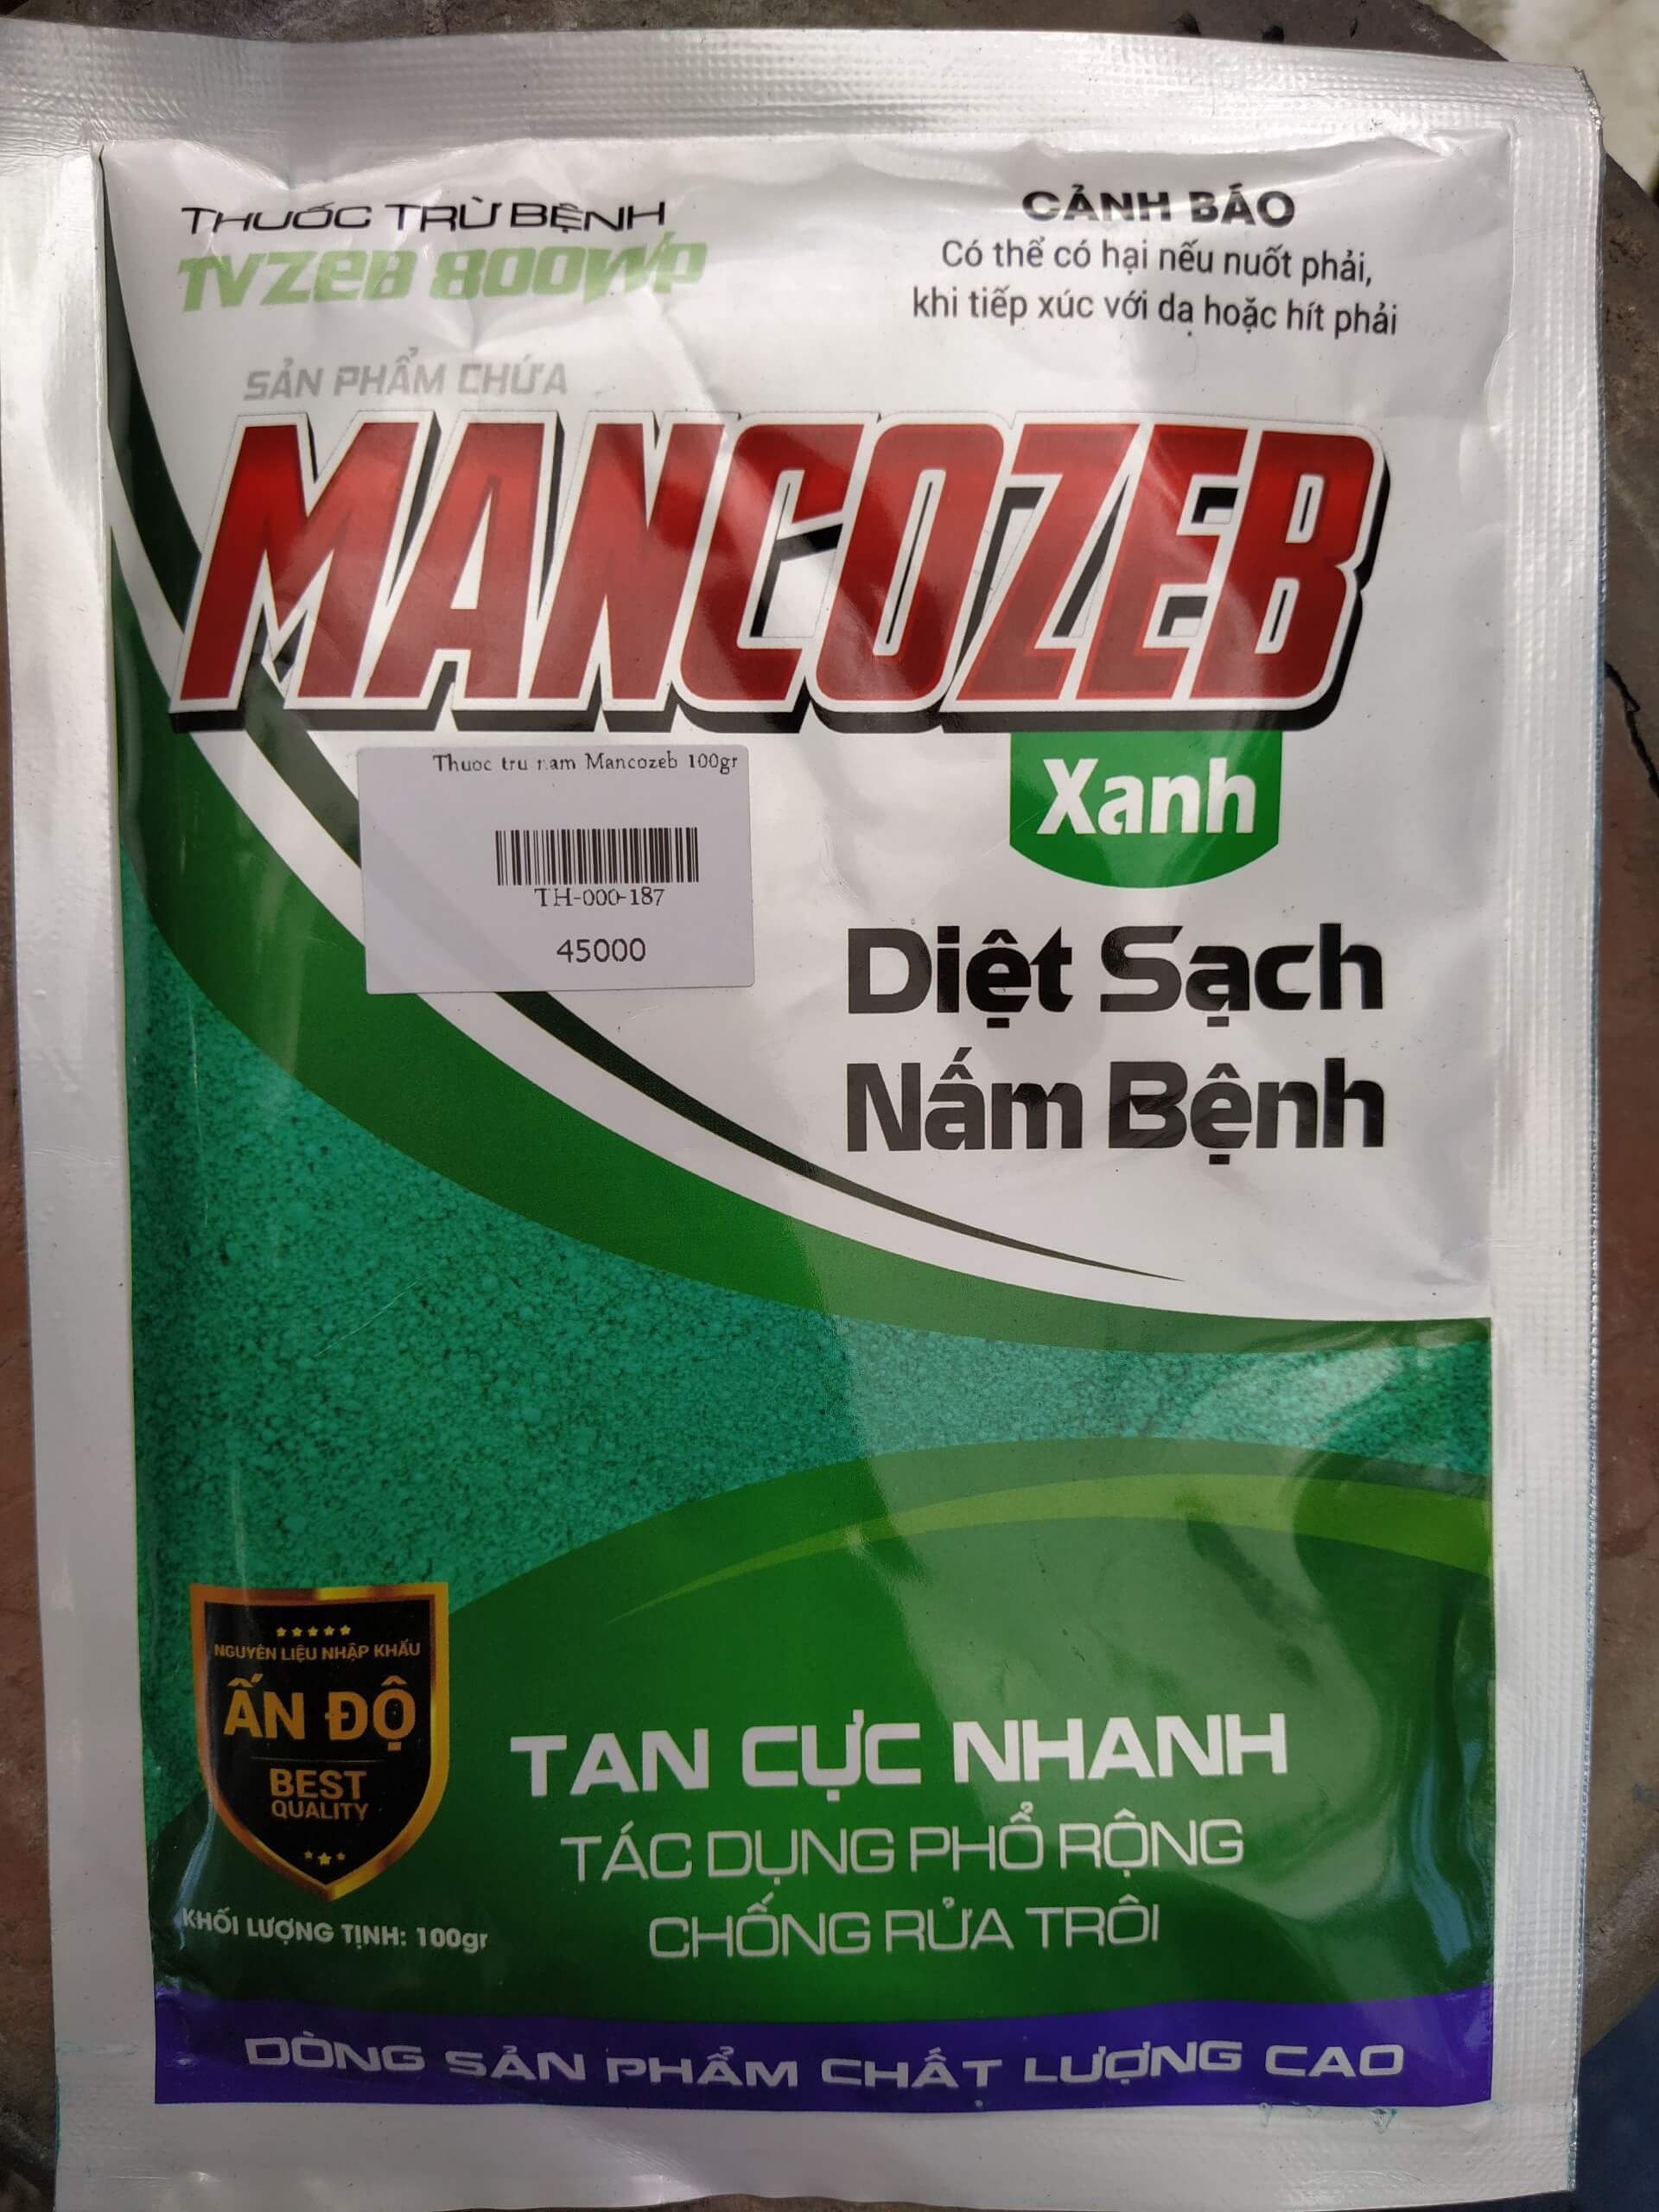 THUỐC TRỪ BỆNH
TVZEB 800WP
CẢNH BÁO
Có thể có hại nếu nuốt phải,
khi tiếp xúc với da hoặc hít phải
SẢN PHẨM CHỨA
MANCOZEB
Xanh
Thuoc tru nam Mancozeb 100gr
TH-000-187
45000
Diệt Sạch
Nấm Bệnh
NGUYÊN LIỆU NHẬP KHẨU
ẤN ĐỘ
BEST
QUALITY
KHỐI LƯỢNG TỊNH: 100gr
TAN CỰC NHANH
TÁC DỤNG PHỔ RỘNG
CHỐNG RỬA TRÔI
DÒNG SẢN PHẨM CHẤT LƯỢNG CAO